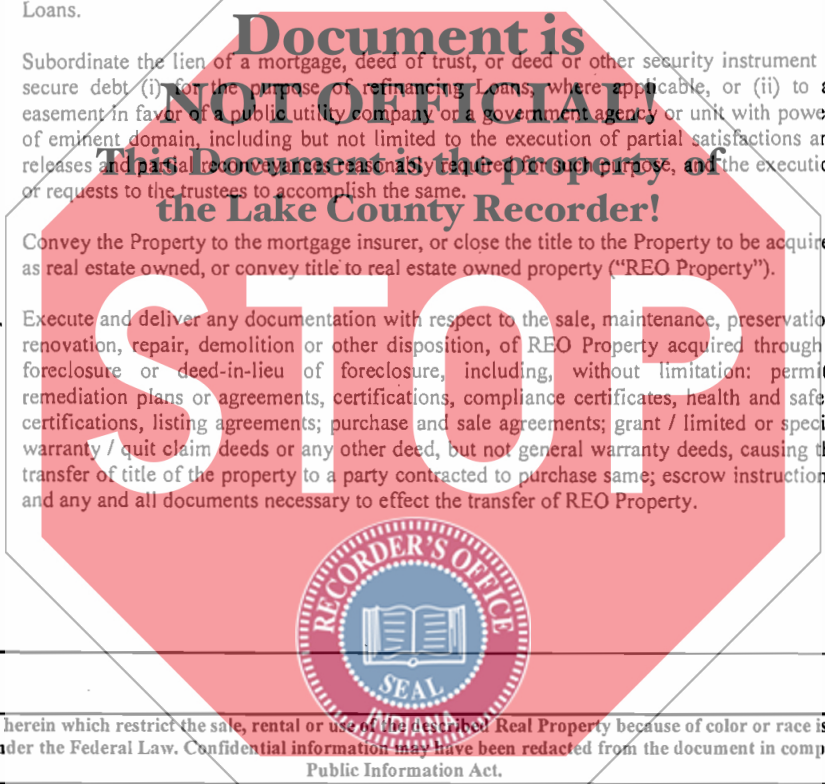 Loans.
Document is
Subordinate the lien of a mortgage, deed of trust, or deed or other security instrument
secure debt (i) for the purpose of refinancing Loans, where applicable, or (ii) to a
NOT OFFICIAL!
easement in favor of a public utility company or a government agency or unit with powe
of eminent domain, including but not limited to the execution of partial satisfactions an
This Document is the property of
releases and partial reconveyances reasonably required for such purpose, and the executio
or requests to the trustees to accomplish the same.
the Lake County Recorder!
Convey the Property to the mortgage insurer, or close the title to the Property to be acquire
as real estate owned, or convey title to real estate owned property (“REO Property”).
STOP
Execute and deliver any documentation with respect to the sale, maintenance, preservatio
renovation, repair, demolition or other disposition, of REO Property acquired through
foreclosure or deed-in-lieu of foreclosure, including, without limitation: permi
remediation plans or agreements, certifications, compliance certificates, health and safe
certifications, listing agreements; purchase and sale agreements; grant / limited or speci
warranty / quit claim deeds or any other deed, but not general warranty deeds, causing th
transfer of title of the property to a party contracted to purchase same; escrow instruction
and any and all documents necessary to effect the transfer of REO Property.
RECORDER'S OFFICE
SEAL
INDIANA
herein which restrict the sale, rental or use of the described Real Property because of color or race is
der the Federal Law. Confidential information may have been redacted from the document in comp
Public Information Act.